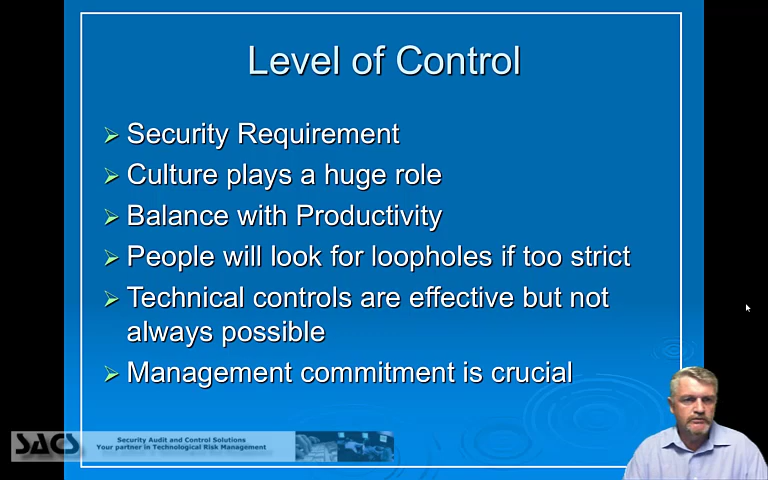 Level of Control
Security Requirement
Culture plays a huge role
Balance with Productivity
People will look for loopholes if too strict
Technical controls are effective but not
always possible
Management commitment is crucial
SACS
Security Audit and Control Solutions
Your partner in Technological Risk Management